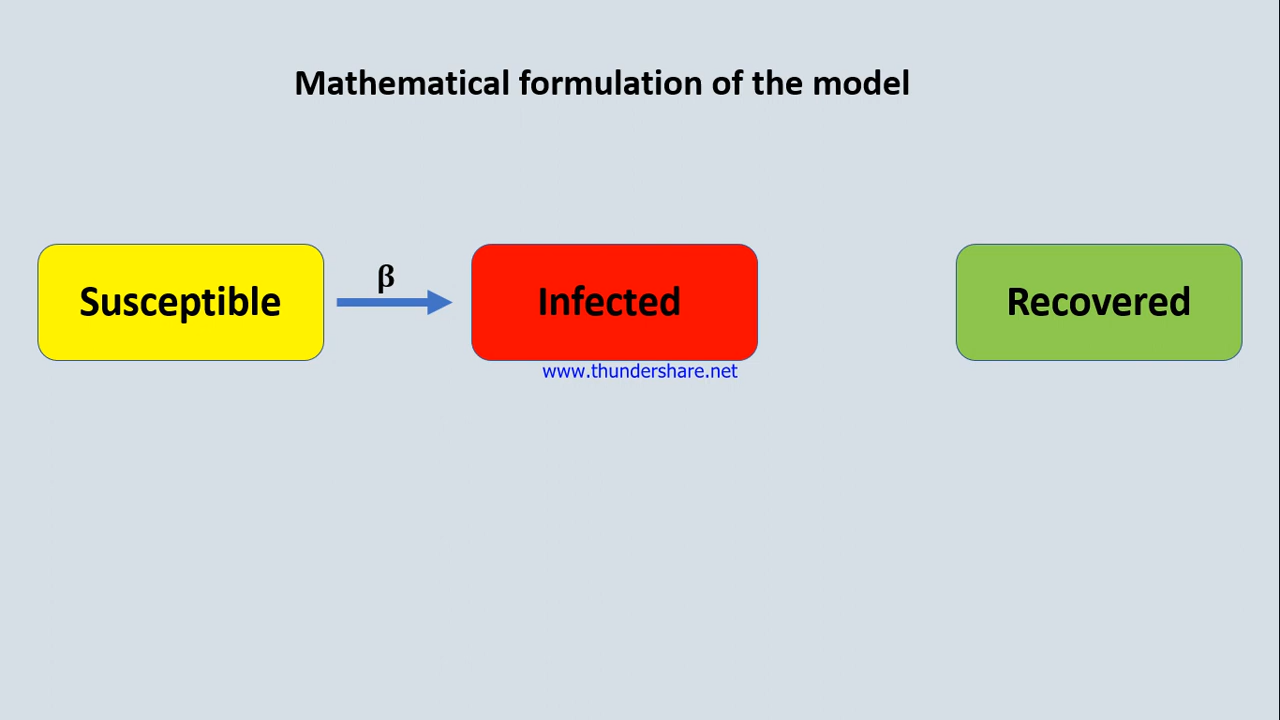 Mathematical formulation of the model
β
Susceptible
Infected
Recovered
www.thundershare.net